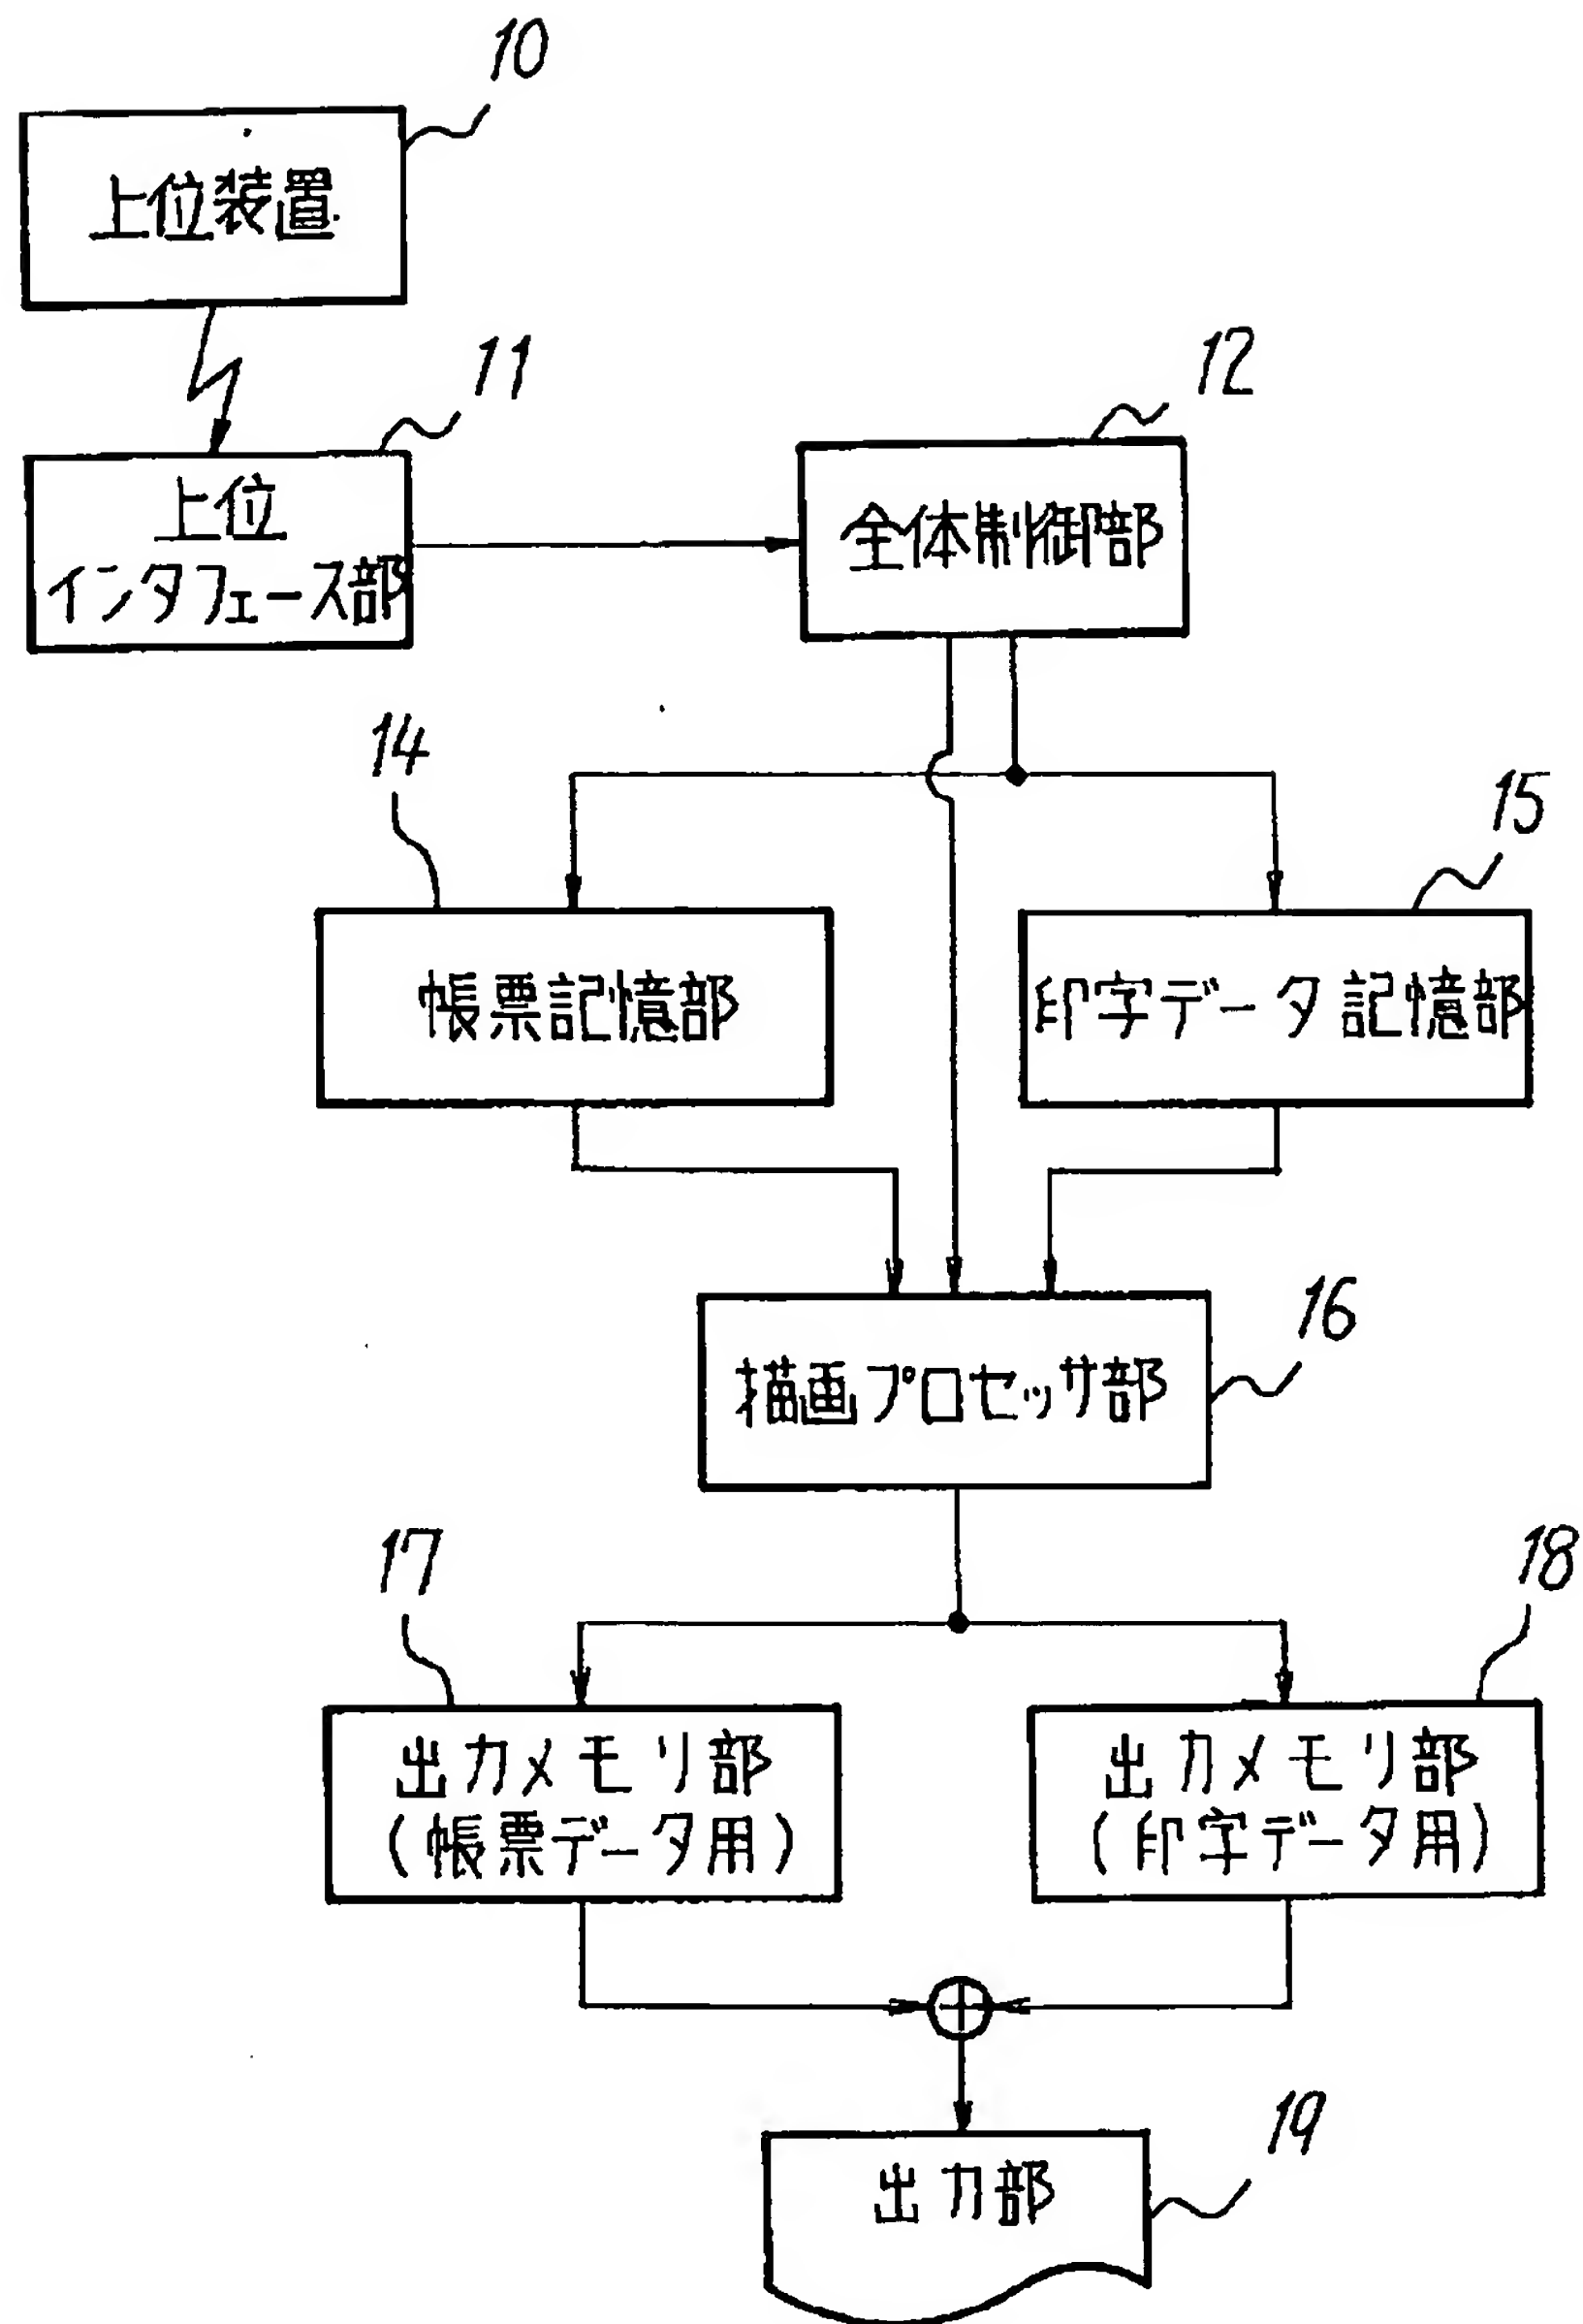 10
上位装置
11
上位
インタフェース部
12
全体制御部
14
帳票記憶部
15
印字データ記憶部
16
描画プロセッサ部
17
出力メモリ部
(帳票データ用)
18
出力メモリ部
(印字データ用)
19
出力部